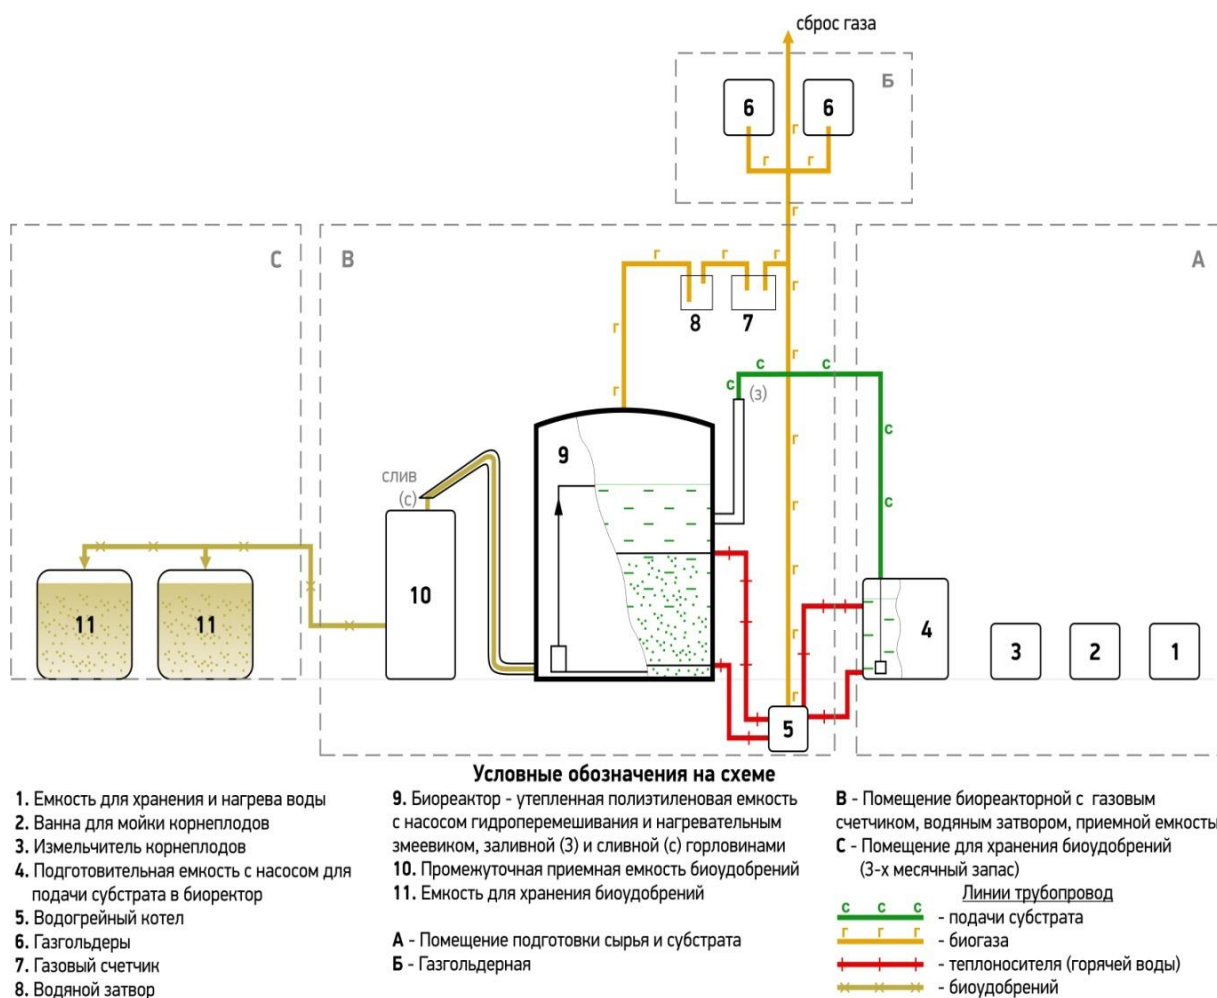 сброс газа
Б
6
6
г
г
г
г
С
В
А
г
г
г
г
8
7
г
г
г
с
с
с
(з)
г
с
9
слив
(с)
г
с
г
г
11
11
10
4
3
2
1
г
г
5
Условные обозначения на схеме
1. Емкость для хранения и нагрева воды
2. Ванна для мойки корнеплодов
3. Измельчитель корнеплодов
4. Подготовительная емкость с насосом для
подачи субстрата в биоректор
5. Водогрейный котел
6. Газгольдеры
7. Газовый счетчик
8. Водяной затвор
9. Биореактор - утепленная полиэтиленовая емкость
с насосом гидроперемешивания и нагревательным
змеевиком, заливной (З) и сливной (с) горловинами
10. Промежуточная приемная емкость биоудобрений
11. Емкость для хранения биоудобрений
А - Помещение подготовки сырья и субстрата
Б - Газгольдерная
В - Помещение биореакторной с газовым
счетчиком, водяным затвором, приемной емкость
С - Помещение для хранения биоудобрений
(3-х месячный запас)
Линии трубопровод
с с с - подачи субстрата
г г г - биогаза
- теплоносителя (горячей воды)
- биоудобрений